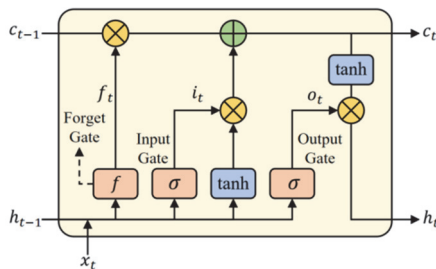 c_{t-1}
c_t
tanh
f_t
i_t
o_t
Forget
Gate
Input
Gate
Output
Gate
f
σ
tanh
σ
h_{t-1}
h_t
x_t